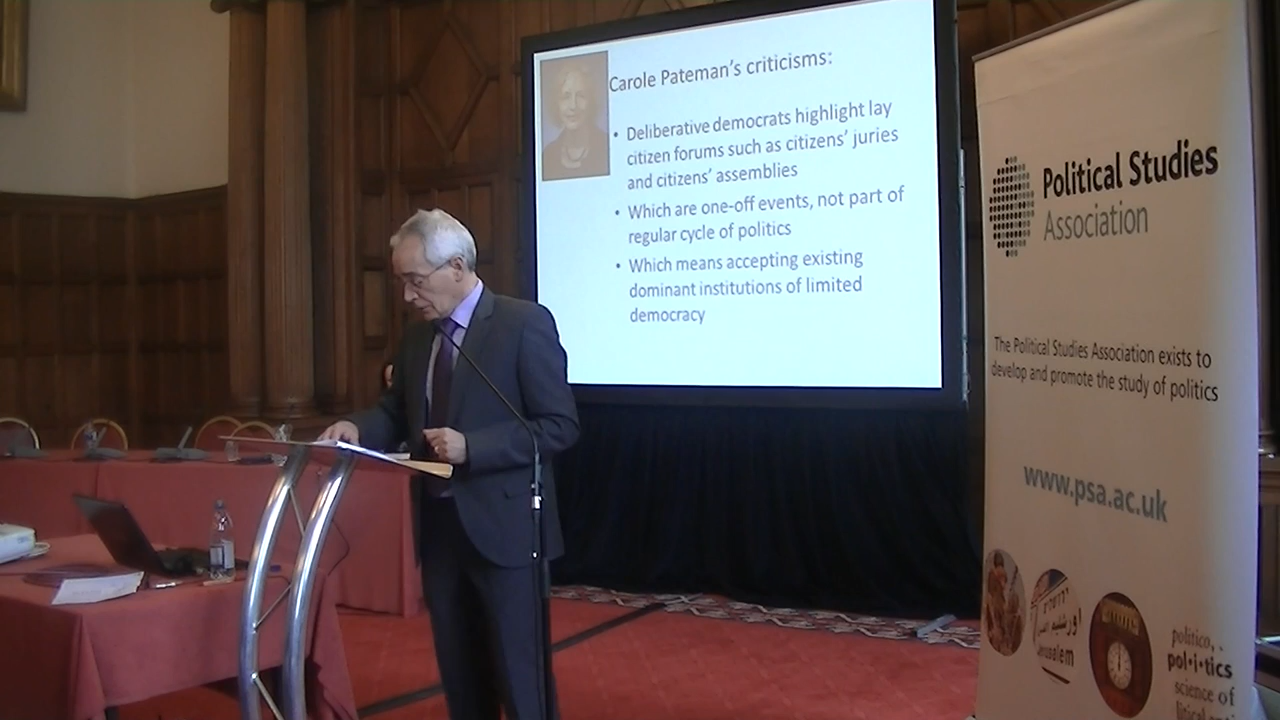 Carole Pateman's criticisms:
• Deliberative democrats highlight lay
citizen forums such as citizens' juries
and citizens' assemblies
• Which are one-off events, not part of
regular cycle of politics
• Which means accepting existing
dominant institutions of limited
democracy
Political Studies
Association
The Political Studies Association exists to
develop and promote the study of politics
www.psa.ac.uk
Jerusalem
politico
pol•i•tics
science of